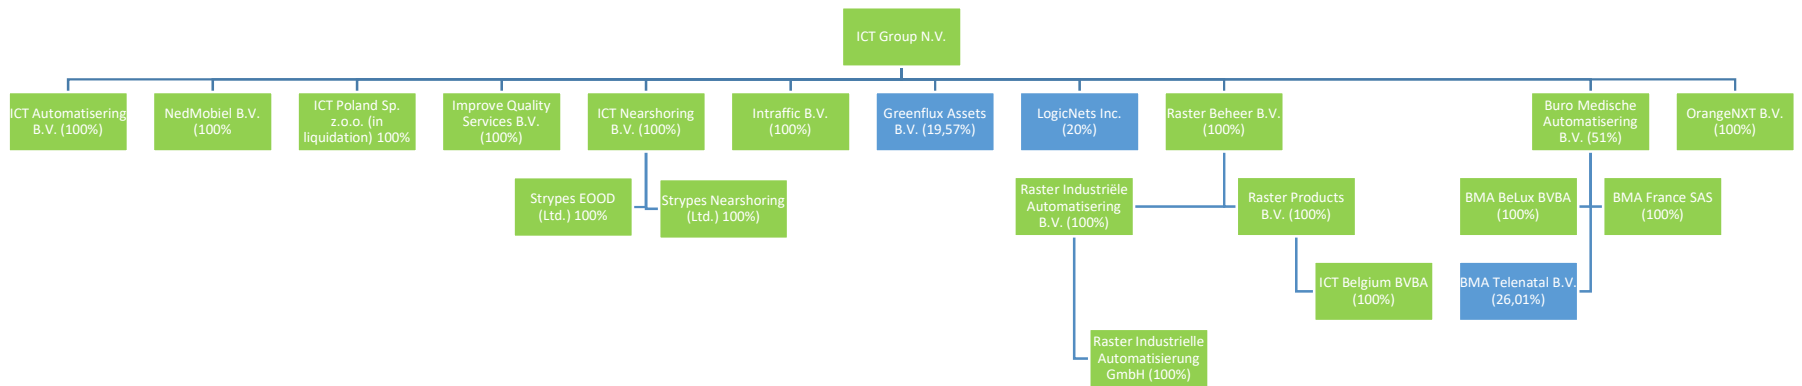 ICT Group N.V.
ICT Automatisering
B.V. (100%)
NedMobiel B.V.
(100%
ICT Poland Sp.
z.o.o. (in
liquidation) 100%
Improve Quality
Services B.V.
(100%)
ICT Nearshoring
B.V. (100%)
Intraffic B.V.
(100%)
Greenflux Assets
B.V. (19,57%)
LogicNets Inc.
(20%)
Raster Beheer B.V.
(100%)
Buro Medische
Automatisering
B.V. (51%)
OrangeNXT B.V.
(100%)
Strypes EOOD
(Ltd.) 100%
Strypes Nearshoring
(Ltd.) 100%)
Raster Industriële
Automatisering
B.V. (100%)
Raster Products
B.V. (100%)
BMA BeLux BVBA
(100%)
BMA France SAS
(100%)
ICT Belgium BVBA
(100%)
BMA Telenatal B.V.
(26,01%)
Raster Industrielle
Automatisierung
GmbH (100%)